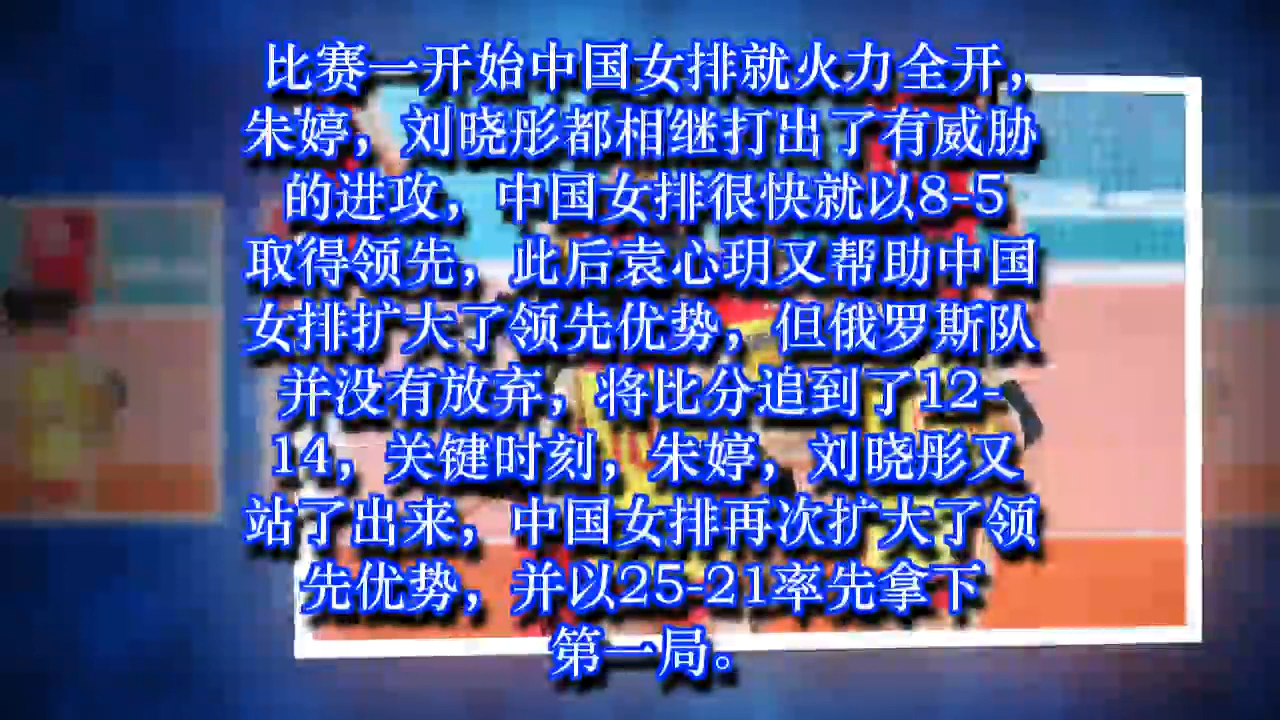 比赛一开始中国女排就火力全开，
朱婷，刘晓彤都相继打出了有威胁
的进攻，中国女排很快就以8-5
取得领先，此后袁心玥又帮助中国
女排扩大了领先优势，但俄罗斯队
并没有放弃，将比分追到了12-
14，关键时刻，朱婷，刘晓彤又
站了出来，中国女排再次扩大了领
先优势，并以25-21率先拿下
第一局。